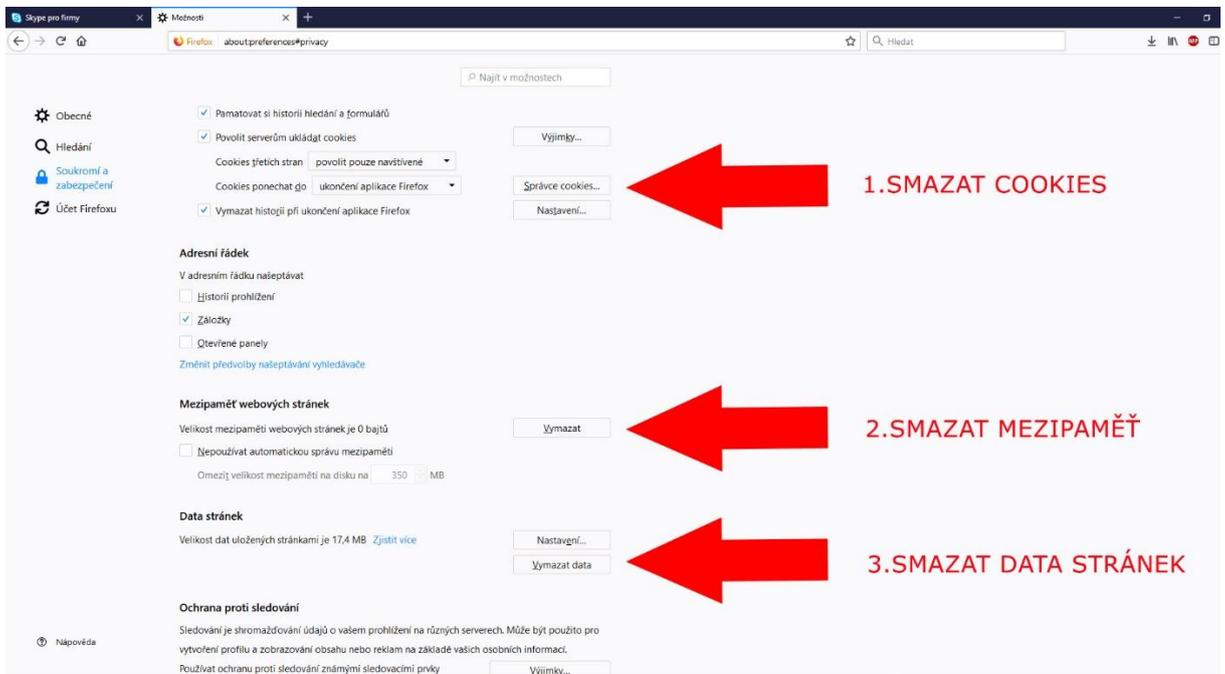 Skype pro firmy
Možnosti
Firefox about:preferences#privacy
Hledat
ABP
Najít v možnostech
Obecné
Hledání
Soukromí a
zabezpečení
Účet Firefoxu
Pamatovat si historii hledání a formulářů
Povolit serverům ukládat cookies
Výjimky...
Cookies třetích stran povolit pouze navštívené
Cookies ponechat do ukončení aplikace Firefox
Správce cookies...
1.SMAZAT COOKIES
Vymazat historii při ukončení aplikace Firefox
Nastavení...
Adresní řádek
V adresním řádku našeptávat
Historii prohlížení
Záložky
Otevřené panely
Změnit předvolby našeptávání vyhledávače
Mezipaměť webových stránek
Velikost mezipaměti webových stránek je 0 bajtů
Vymazat
2.SMAZAT MEZIPAMĚŤ
Nepoužívat automatickou správu mezipaměti
Omezit velikost mezipaměti na disku na 350 MB
Data stránek
Velikost dat uložených stránkami je 17,4 MB Zjistit více
Nastavení...
Vymazat data
3.SMAZAT DATA STRÁNEK
Ochrana proti sledování
Sledování je shromažďování údajů o vašem prohlížení na různých serverech. Může být použito pro
vytvoření profilu a zobrazování obsahu nebo reklam na základě vašich osobních informací.
Používat ochranu proti sledování známými sledovacími prvky
Výjimky...
Nápověda